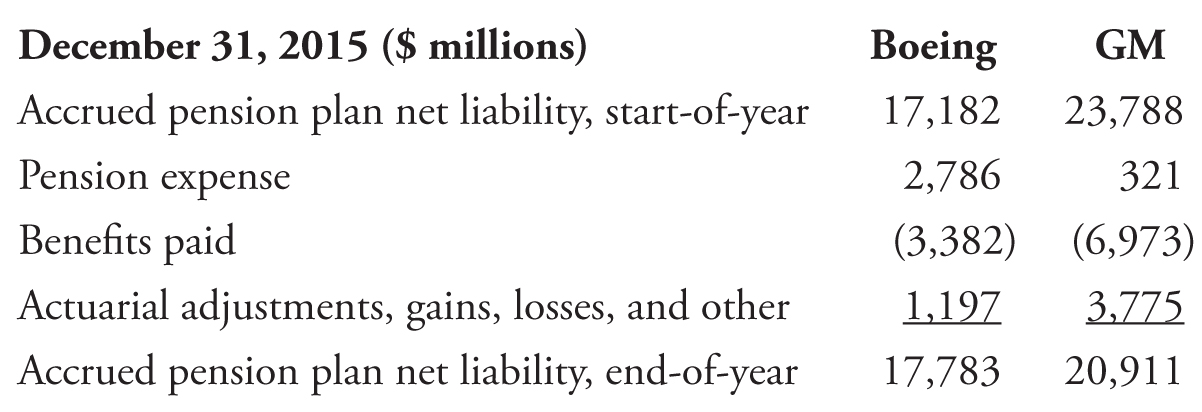 December 31, 2015 ($ millions) Boeing GM
Accrued pension plan net liability, start-of-year 17,182 23,788
Pension expense 2,786 321
Benefits paid (3,382) (6,973)
Actuarial adjustments, gains, losses, and other 1,197 3,775
Accrued pension plan net liability, end-of-year 17,783 20,911